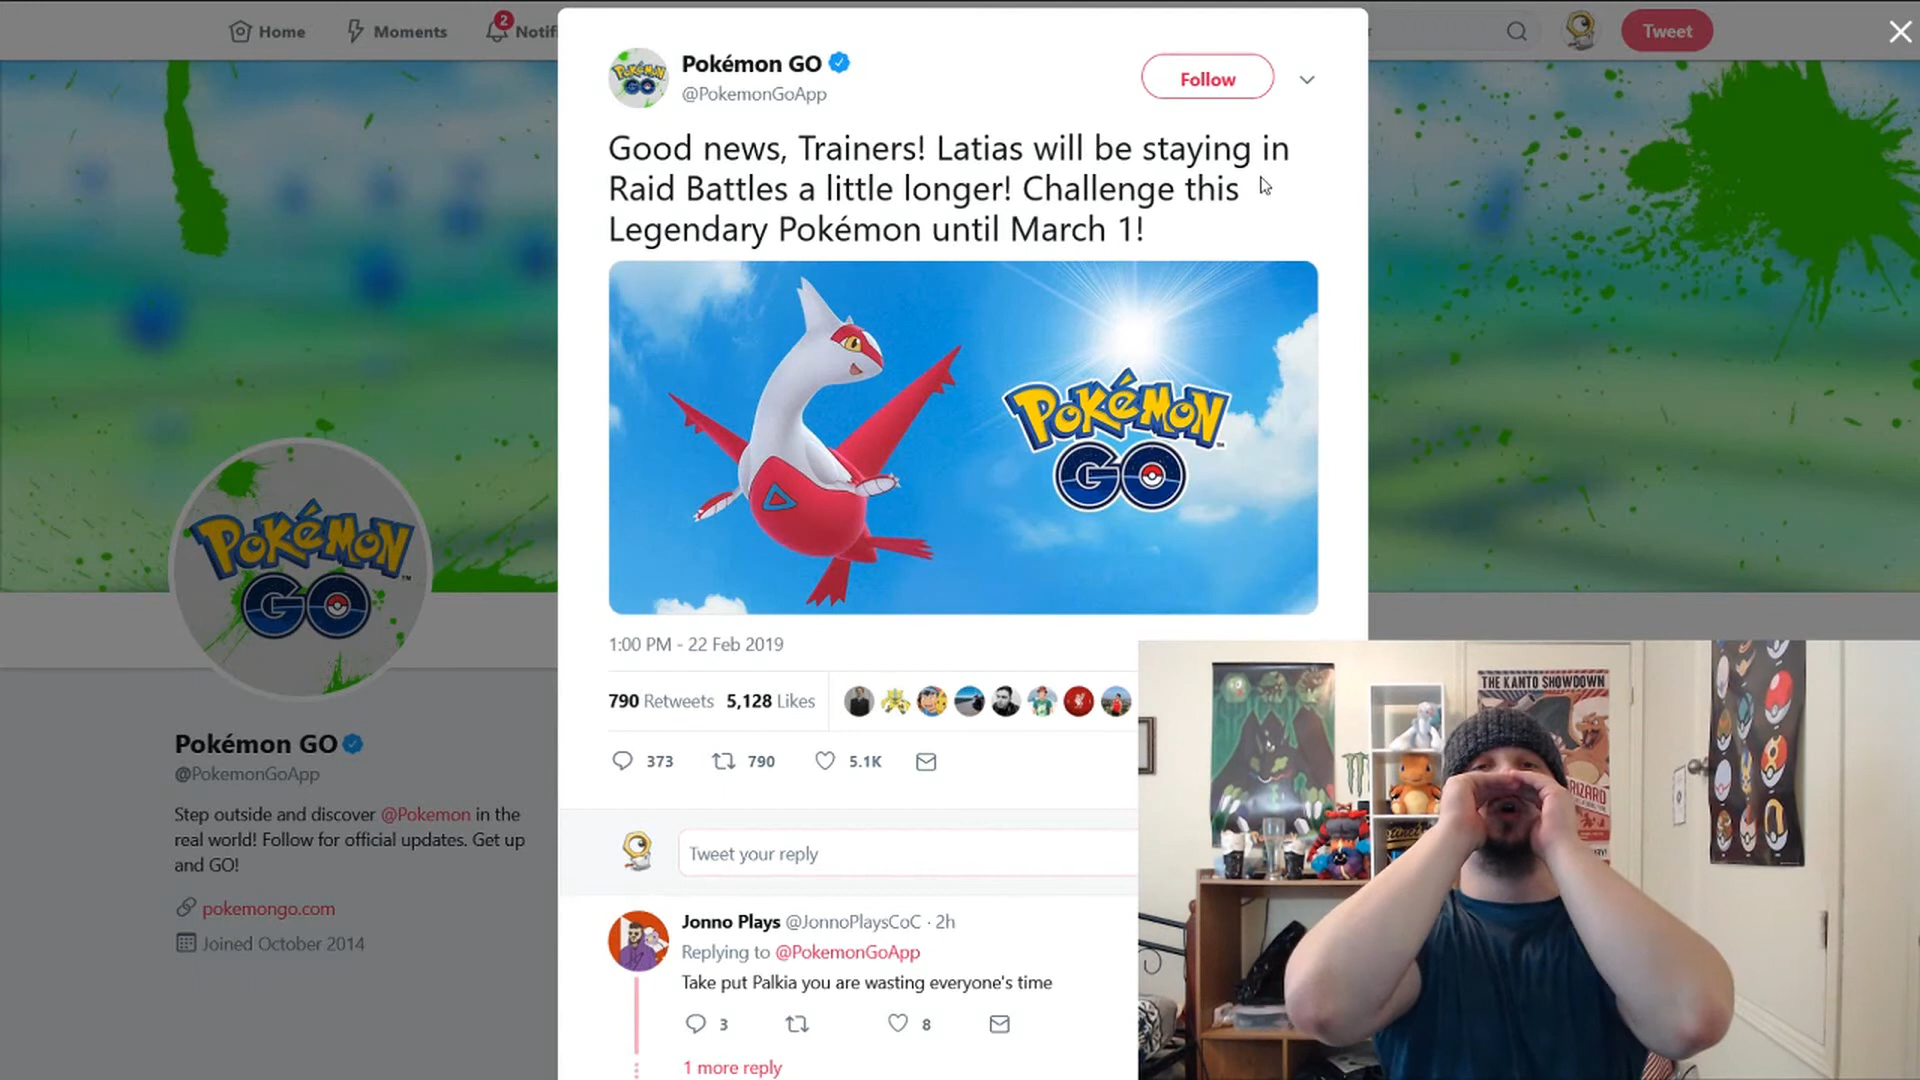 Home
Moments
2
Notif
Tweet
Pokémon GO
@PokemonGoApp
Follow
Good news, Trainers! Latias will be staying in
Raid Battles a little longer! Challenge this
Legendary Pokémon until March 1!
POKéMON
GO
1:00 PM - 22 Feb 2019
790 Retweets 5,128 Likes
373
790
5.1K
Tweet your reply
Jonno Plays @JonnoPlaysCoC · 2h
Replying to @PokemonGoApp
Take put Palkia you are wasting everyone's time
3
8
1 more reply
POKéMON
GO
Pokémon GO
@PokemonGoApp
Step outside and discover @Pokemon in the
real world! Follow for official updates. Get up
and GO!
pokemongo.com
Joined October 2014
THE KANTO SHOWDOWN
RIZARD